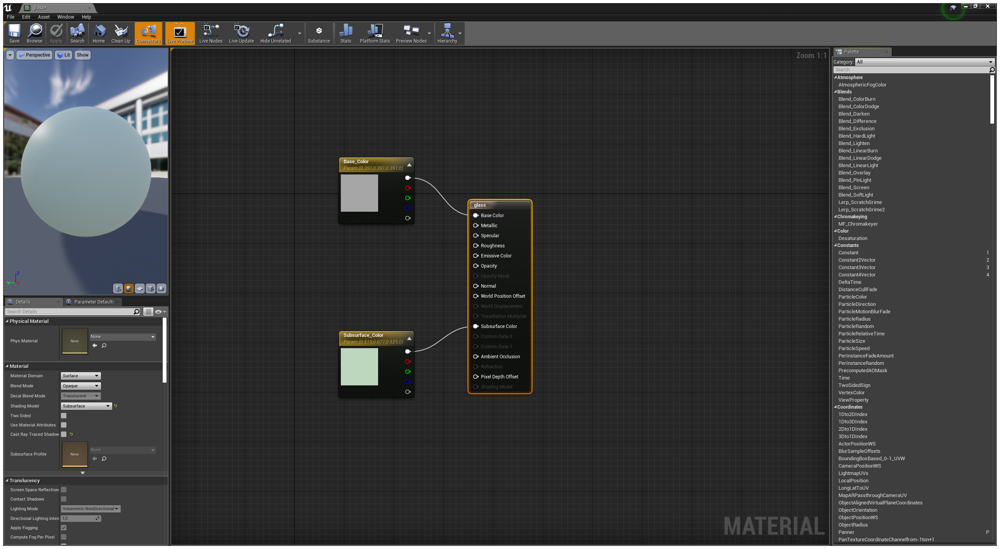 glass*
File Edit Asset Window Help
Save Browse Apply Search Home Clean Up Connectors Live Preview Live Nodes Live Update Hide Unrelated Substance Stats Platform Stats Preview Nodes Hierarchy
Perspective Lit Show
Z
Y
X
Details Parameter Defaults
Search Details
Physical Material
Phys Material None None
Material
Material Domain Surface
Blend Mode Opaque
Decal Blend Mode Translucent
Shading Model Subsurface
Two Sided
Use Material Attributes
Cast Ray Traced Shadow
Subsurface Profile None None
Translucency
Screen Space Reflections
Contact Shadows
Lighting Mode Volumetric NonDirectional
Directional Lighting Inten 1,0
Apply Fogging
Compute Fog Per Pixel
Zoom 1:1
Base_Color
Param (0.391,0.391,0.391,0)
Subsurface_Color
Param (0.519,0.677,0.525,0)
glass
Base Color
Metallic
Specular
Roughness
Emissive Color
Opacity
Opacity Mask
Normal
World Position Offset
World Displacement
Tessellation Multiplier
Subsurface Color
Custom Data 0
Custom Data 1
Ambient Occlusion
Refraction
Pixel Depth Offset
Shading Model
MATERIAL
Palette
Category: All
Search
Atmosphere
AtmosphericFogColor
Blends
Blend_ColorBurn
Blend_ColorDodge
Blend_Darken
Blend_Difference
Blend_Exclusion
Blend_HardLight
Blend_Lighten
Blend_LinearBurn
Blend_LinearDodge
Blend_LinearLight
Blend_Overlay
Blend_PinLight
Blend_Screen
Blend_SoftLight
Lerp_ScratchGrime
Lerp_ScratchGrime2
Chromakeying
MF_Chromakeyer
Color
Desaturation
Constants
Constant 1
Constant2Vector 2
Constant3Vector 3
Constant4Vector 4
DeltaTime
DistanceCullFade
ParticleColor
ParticleDirection
ParticleMotionBlurFade
ParticleRadius
ParticleRandom
ParticleRelativeTime
ParticleSize
ParticleSpeed
PerInstanceFadeAmount
PerInstanceRandom
PrecomputedAOMask
Time
TwoSidedSign
VertexColor
ViewProperty
Coordinates
1Dto2DIndex
1Dto3DIndex
2Dto1DIndex
3Dto1DIndex
ActorPositionWS
BlurSampleOffsets
BoundingBoxBased_0-1_UVW
CameraPositionWS
LightmapUVs
LocalPosition
LongLatToUV
MapARPassthroughCameraUV
ObjectAlignedVirtualPlaneCoordinates
ObjectOrientation
ObjectPositionWS
ObjectRadius
Panner P
PanTextureCoordinateChannelfrom-1ton+1